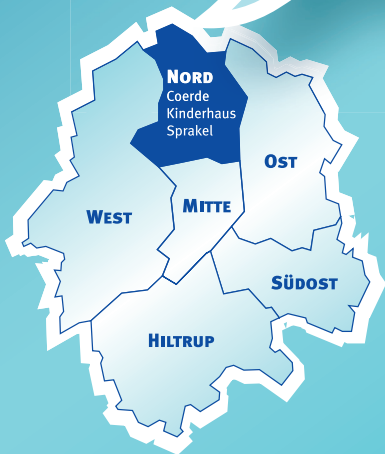 NORD
Coerde
Kinderhaus
Sprakel
OST
WEST
MITTE
SÜDOST
HILTRUP